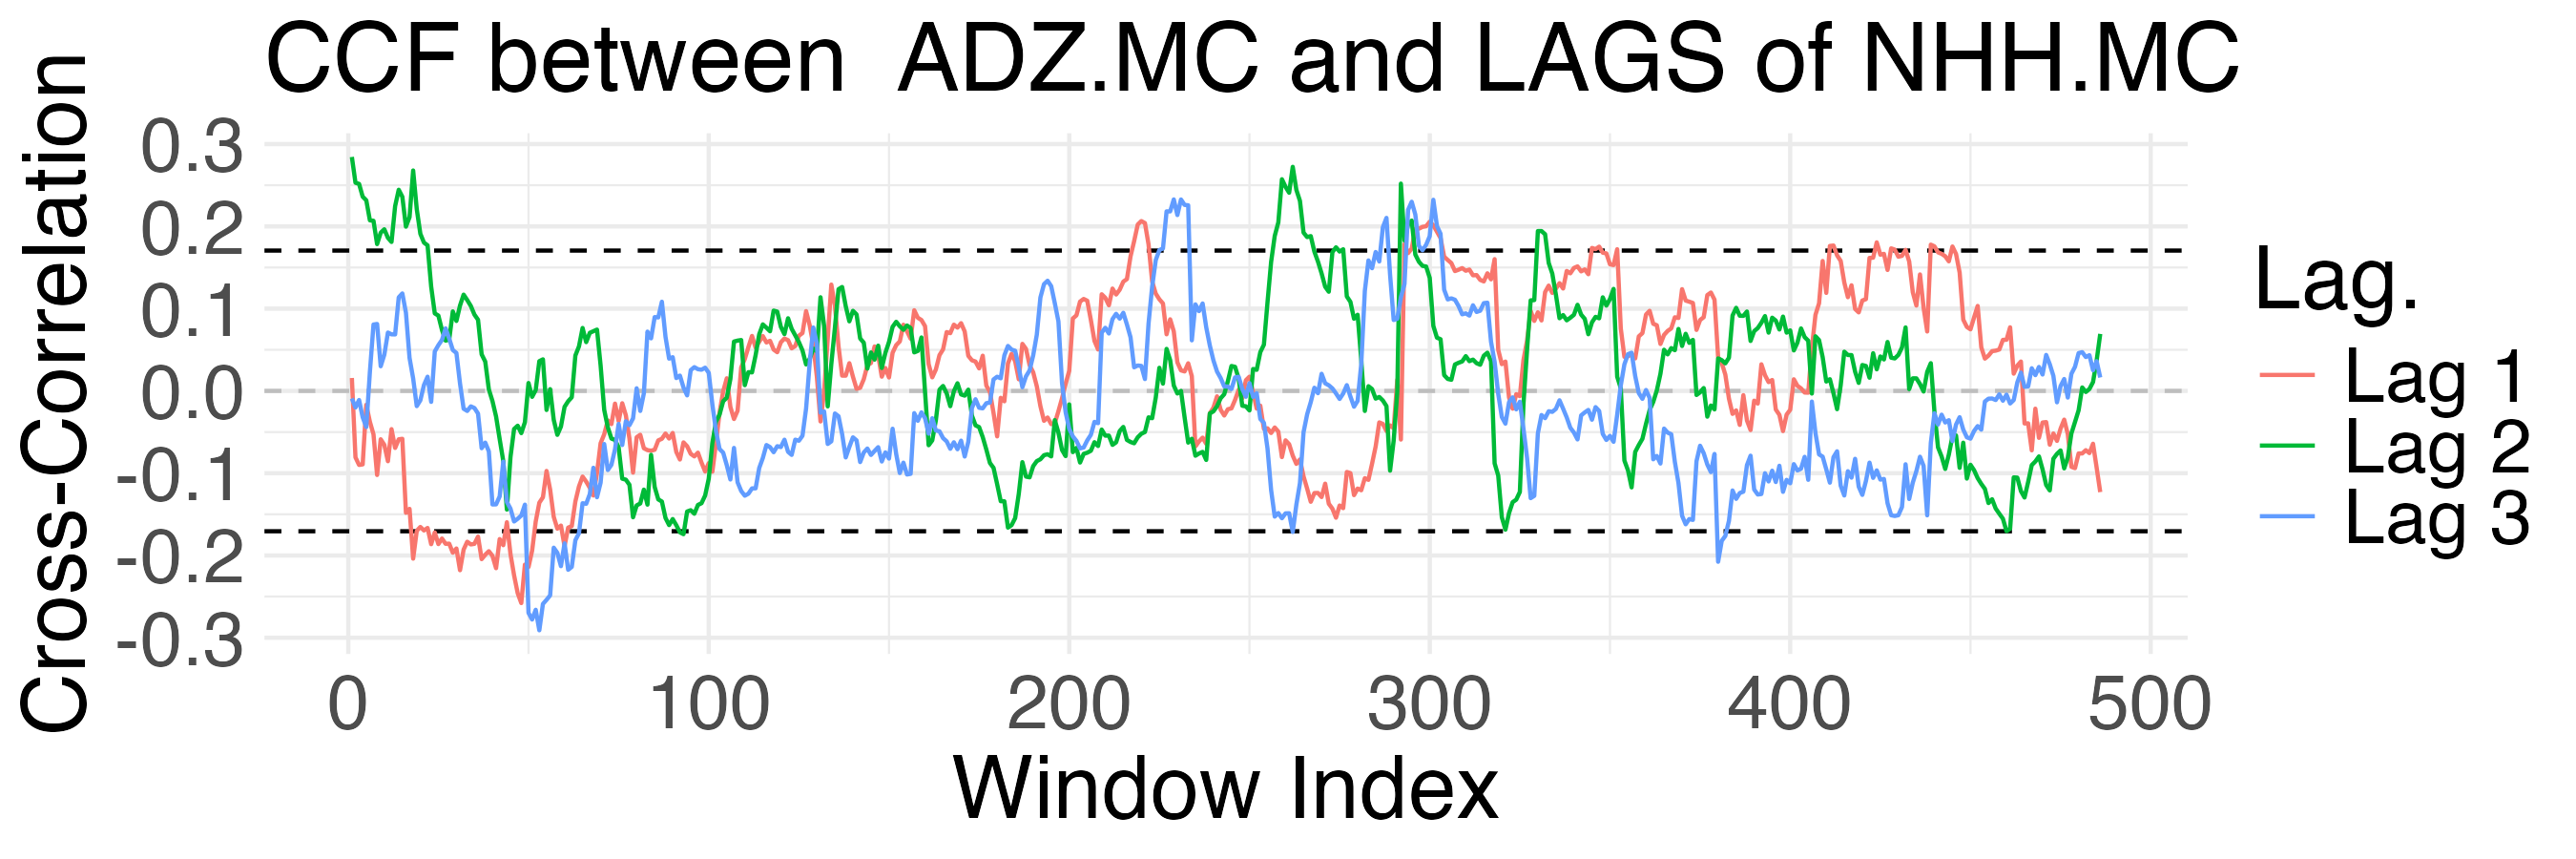 CCF between  ADZ.MC and LAGS of NHH.MC
Cross-Correlation
0.3
0.2
0.1
0.0
-0.1
-0.2
-0.3
0 100 200 300 400 500
Window Index
Lag.
Lag 1
Lag 2
Lag 3